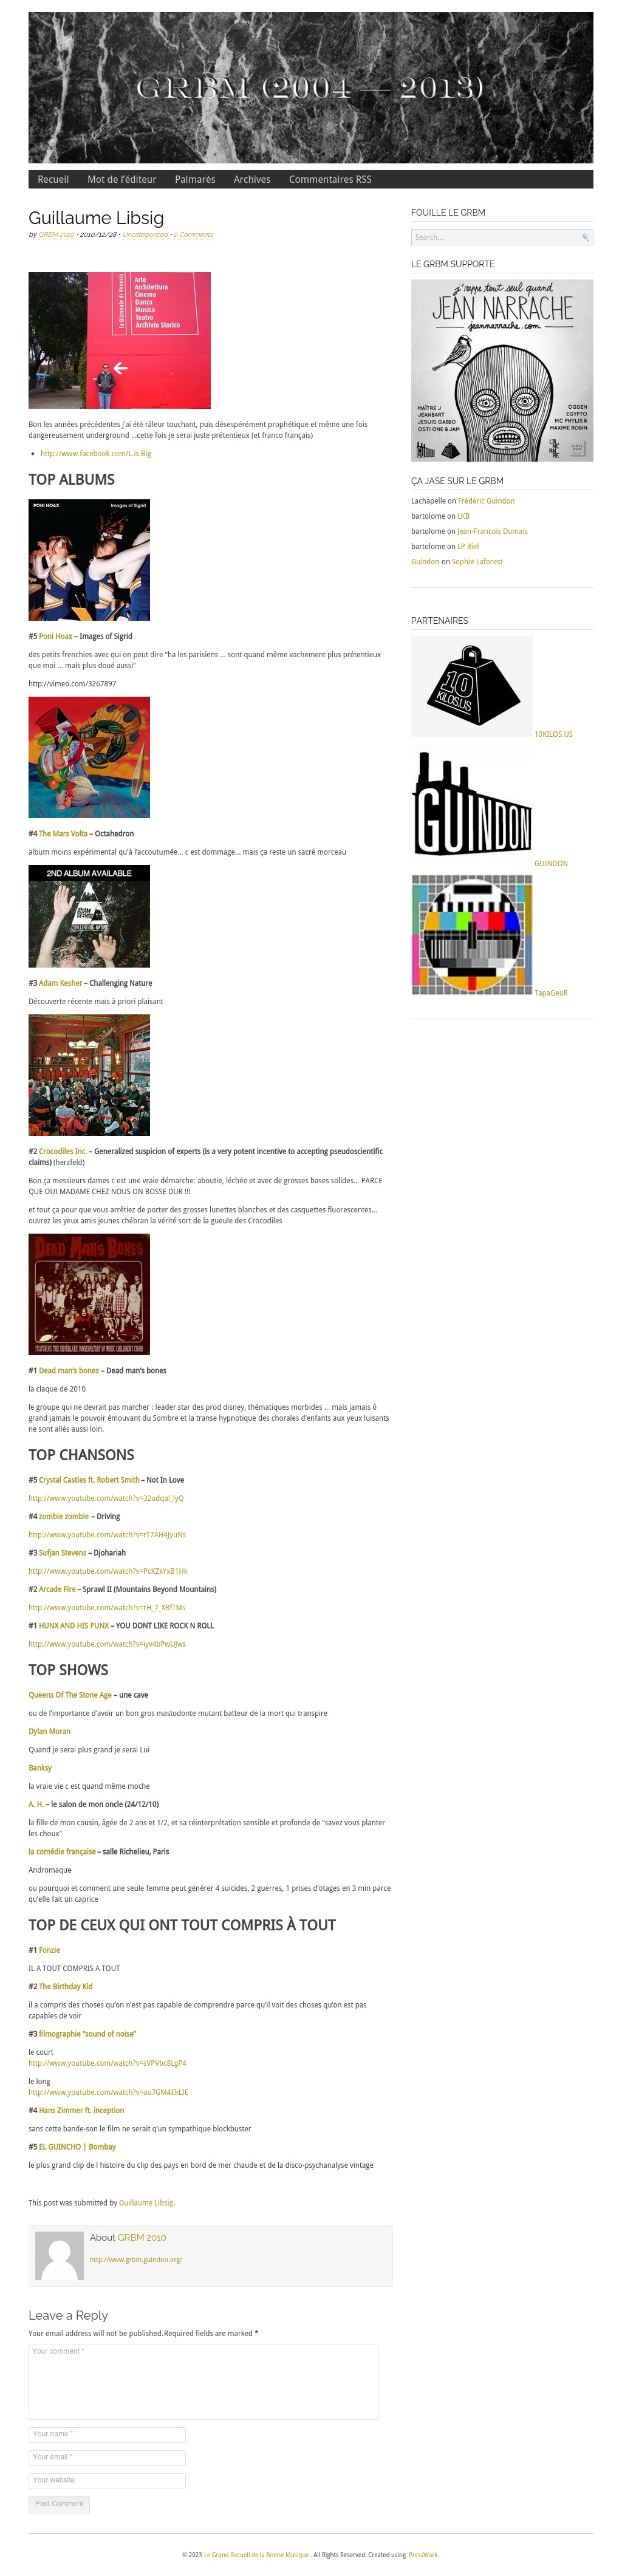 GRBM (2004 — 2013)
Recueil Mot de l'éditeur Palmarès Archives Commentaires RSS
Guillaume Libsig
by GRBM 2010 • 2010/12/28 • Uncategorized • 0 Comments
la Biennale di Venezia
Arte
Architettura
Cinema
Danza
Musica
Teatro
Archivio Storico
Bon les années précédentes j'ai été râleur touchant, puis désespérément prophétique et même une fois
dangereusement underground …cette fois je serai juste prétentieux (et franco français)
http://www.facebook.com/L.is.Big
TOP ALBUMS
PONI HOAX Images of Sigrid
#5 Poni Hoax – Images of Sigrid
des petits frenchies avec qui on peut dire “ha les parisiens … sont quand même vachement plus prétentieux
que moi … mais plus doué aussi”
http://vimeo.com/3267897
#4 The Mars Volta – Octahedron
album moins expérimental qu'à l'accoutumée… c est dommage… mais ça reste un sacré morceau
2ND ALBUM AVAILABLE
#3 Adam Kesher – Challenging Nature
Découverte récente mais à priori plaisant
#2 Crocodiles Inc. – Generalized suspicion of experts (is a very potent incentive to accepting pseudoscientific
claims) (herzfeld)
Bon ça messieurs dames c est une vraie démarche: aboutie, léchée et avec de grosses bases solides… PARCE
QUE OUI MADAME CHEZ NOUS ON BOSSE DUR !!!
et tout ça pour que vous arrêtiez de porter des grosses lunettes blanches et des casquettes fluorescentes…
ouvrez les yeux amis jeunes chébran la vérité sort de la gueule des Crocodiles
DEAD MAN'S BONES
FEATURING THE SILVERLAKE CONSERVATORY OF MUSIC CHILDREN'S CHOIR
#1 Dead man's bones – Dead man's bones
la claque de 2010
le groupe qui ne devrait pas marcher : leader star des prod disney, thématiques morbides … mais jamais ô
grand jamais le pouvoir émouvant du Sombre et la transe hypnotique des chorales d'enfants aux yeux luisants
ne sont allés aussi loin.
TOP CHANSONS
#5 Crystal Castles ft. Robert Smith – Not In Love
http://www.youtube.com/watch?v=32udqal_lyQ
#4 zombie zombie – Driving
http://www.youtube.com/watch?v=rT7AH4JyuNs
#3 Sufjan Stevens – Djohariah
http://www.youtube.com/watch?v=PcKZkYxB1Hk
#2 Arcade Fire – Sprawl II (Mountains Beyond Mountains)
http://www.youtube.com/watch?v=rH_7_XRfTMs
#1 HUNX AND HIS PUNX – YOU DONT LIKE ROCK N ROLL
http://www.youtube.com/watch?v=iyv4bPwUJws
TOP SHOWS
Queens Of The Stone Age – une cave
ou de l'importance d'avoir un bon gros mastodonte mutant batteur de la mort qui transpire
Dylan Moran
Quand je serai plus grand je serai Lui
Banksy
la vraie vie c est quand même moche
A. H. – le salon de mon oncle (24/12/10)
la fille de mon cousin, âgée de 2 ans et 1/2, et sa réinterprétation sensible et profonde de “savez vous planter
les choux”
la comédie française – salle Richelieu, Paris
Andromaque
ou pourquoi et comment une seule femme peut générer 4 suicides, 2 guerres, 1 prises d'otages en 3 min parce
qu'elle fait un caprice
TOP DE CEUX QUI ONT TOUT COMPRIS À TOUT
#1 Fonzie
IL A TOUT COMPRIS A TOUT
#2 The Birthday Kid
il a compris des choses qu'on n'est pas capable de comprendre parce qu'il voit des choses qu'on est pas
capables de voir
#3 filmographie “sound of noise”
le court
http://www.youtube.com/watch?v=sVPVbc8LgP4
le long
http://www.youtube.com/watch?v=au7GM4EkLIE
#4 Hans Zimmer ft. inception
sans cette bande-son le film ne serait q'un sympathique blockbuster
#5 EL GUINCHO | Bombay
le plus grand clip de l histoire du clip des pays en bord de mer chaude et de la disco-psychanalyse vintage
This post was submitted by Guillaume Libsig.
About GRBM 2010
http://www.grbm.guindon.org/
Leave a Reply
Your email address will not be published. Required fields are marked *
Your comment *
Your name *
Your email *
Your website
Post Comment
FOUILLE LE GRBM
Search...
LE GRBM SUPPORTE
j'rappe tout seul quand
JEAN NARRACHE
jeannarrache.com
MAITRE J
JEANBART
JESUS GABBO
OSTI ONE & JAM
OGDEN
EGYPTO
MC PHYLIS &
MAXIME ROBIN
ÇA JASE SUR LE GRBM
Lachapelle on Frédéric Guindon
bartolome on LKB
bartolome on Jean-Francois Dumais
bartolome on LP Riel
Guindon on Sophie Laforest
PARTENAIRES
10
KILOS.US
10KILOS.US
GUINDON
GUINDON
TapaGeuR
© 2023 Le Grand Recueil de la Bonne Musique . All Rights Reserved. Created using PressWork.